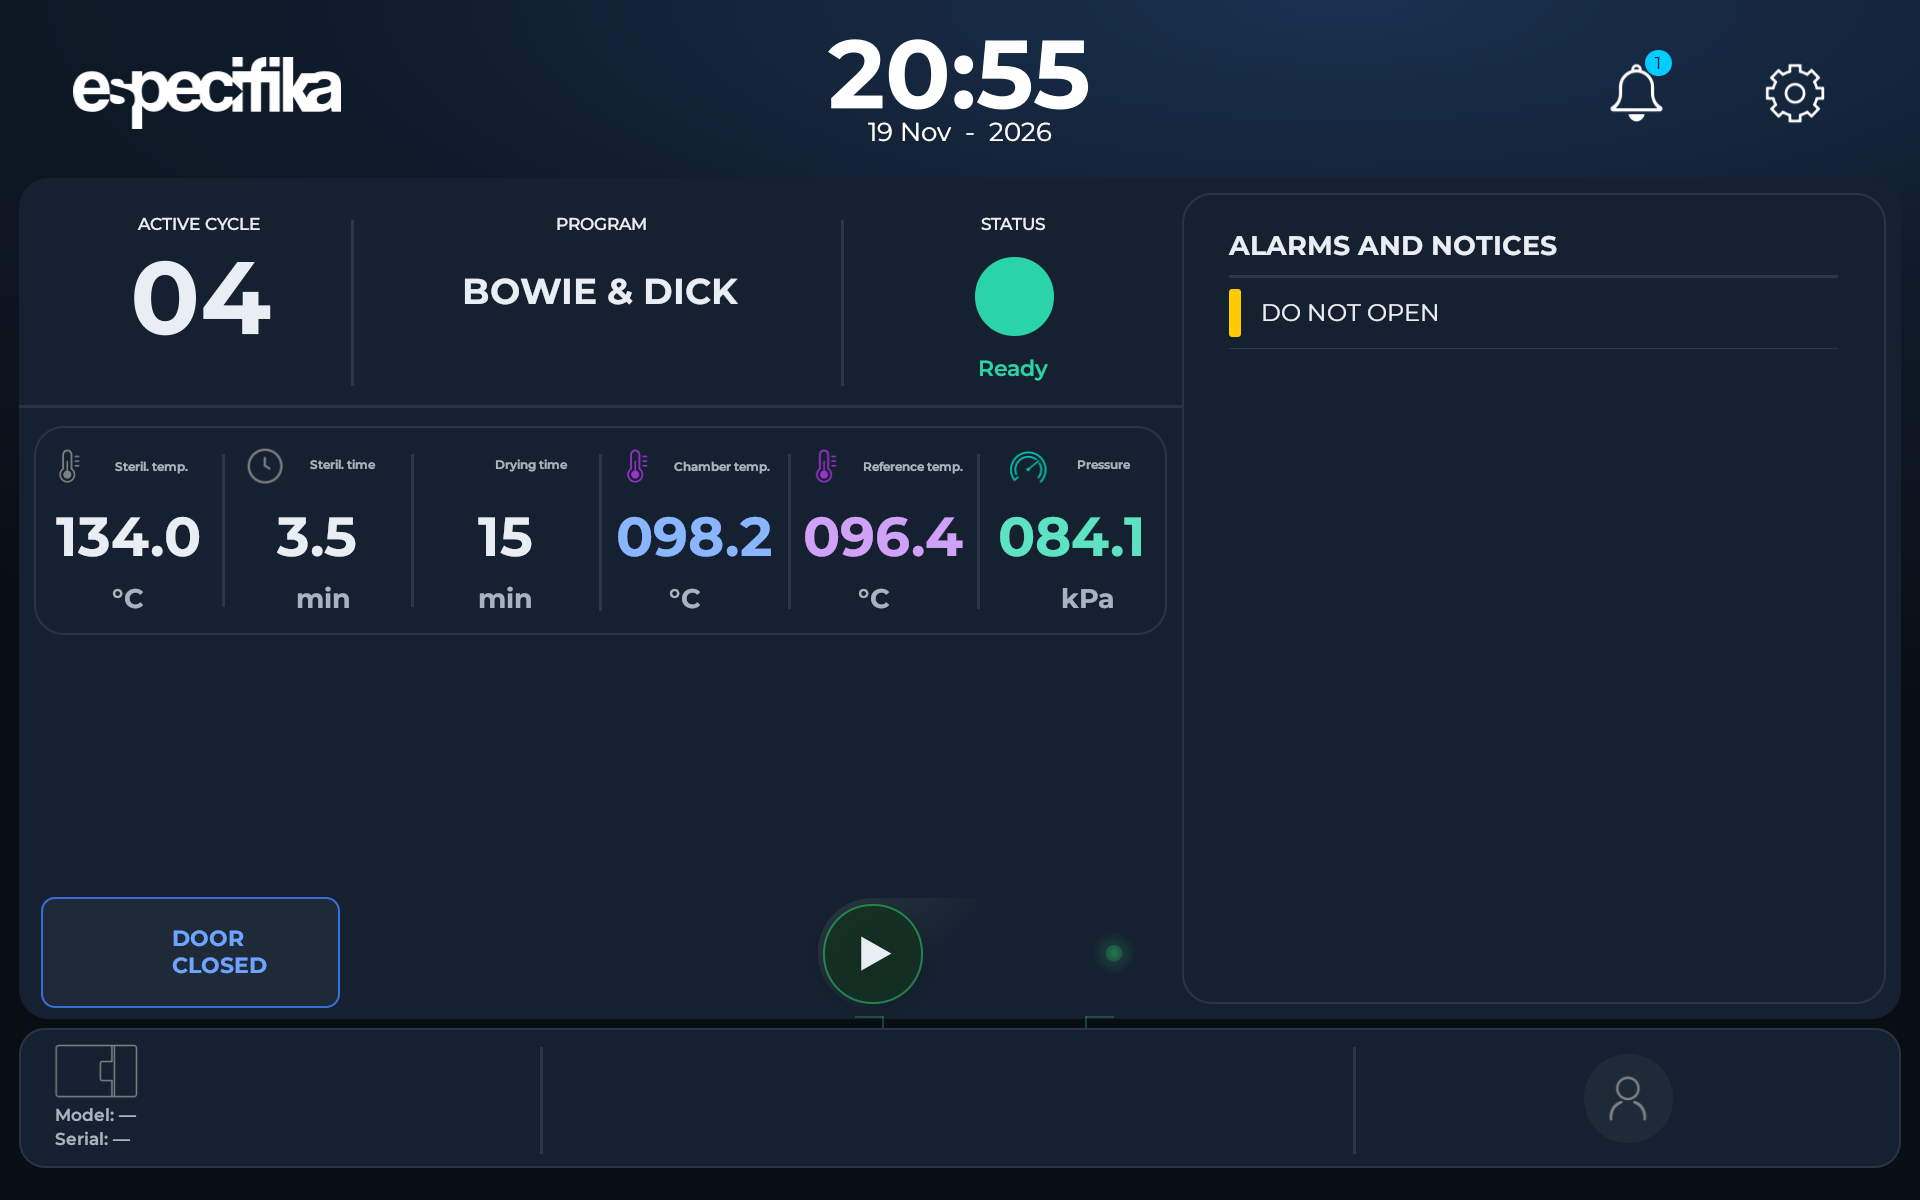 especifika
20:55
19 Nov - 2026
1
ACTIVE CYCLE
04
PROGRAM
BOWIE & DICK
STATUS
Ready
ALARMS AND NOTICES
DO NOT OPEN
Steril. temp.
134.0
°C
Steril. time
3.5
min
Drying time
15
min
Chamber temp.
098.2
°C
Reference temp.
096.4
°C
Pressure
084.1
kPa
DOOR
CLOSED
Model: —
Serial: —